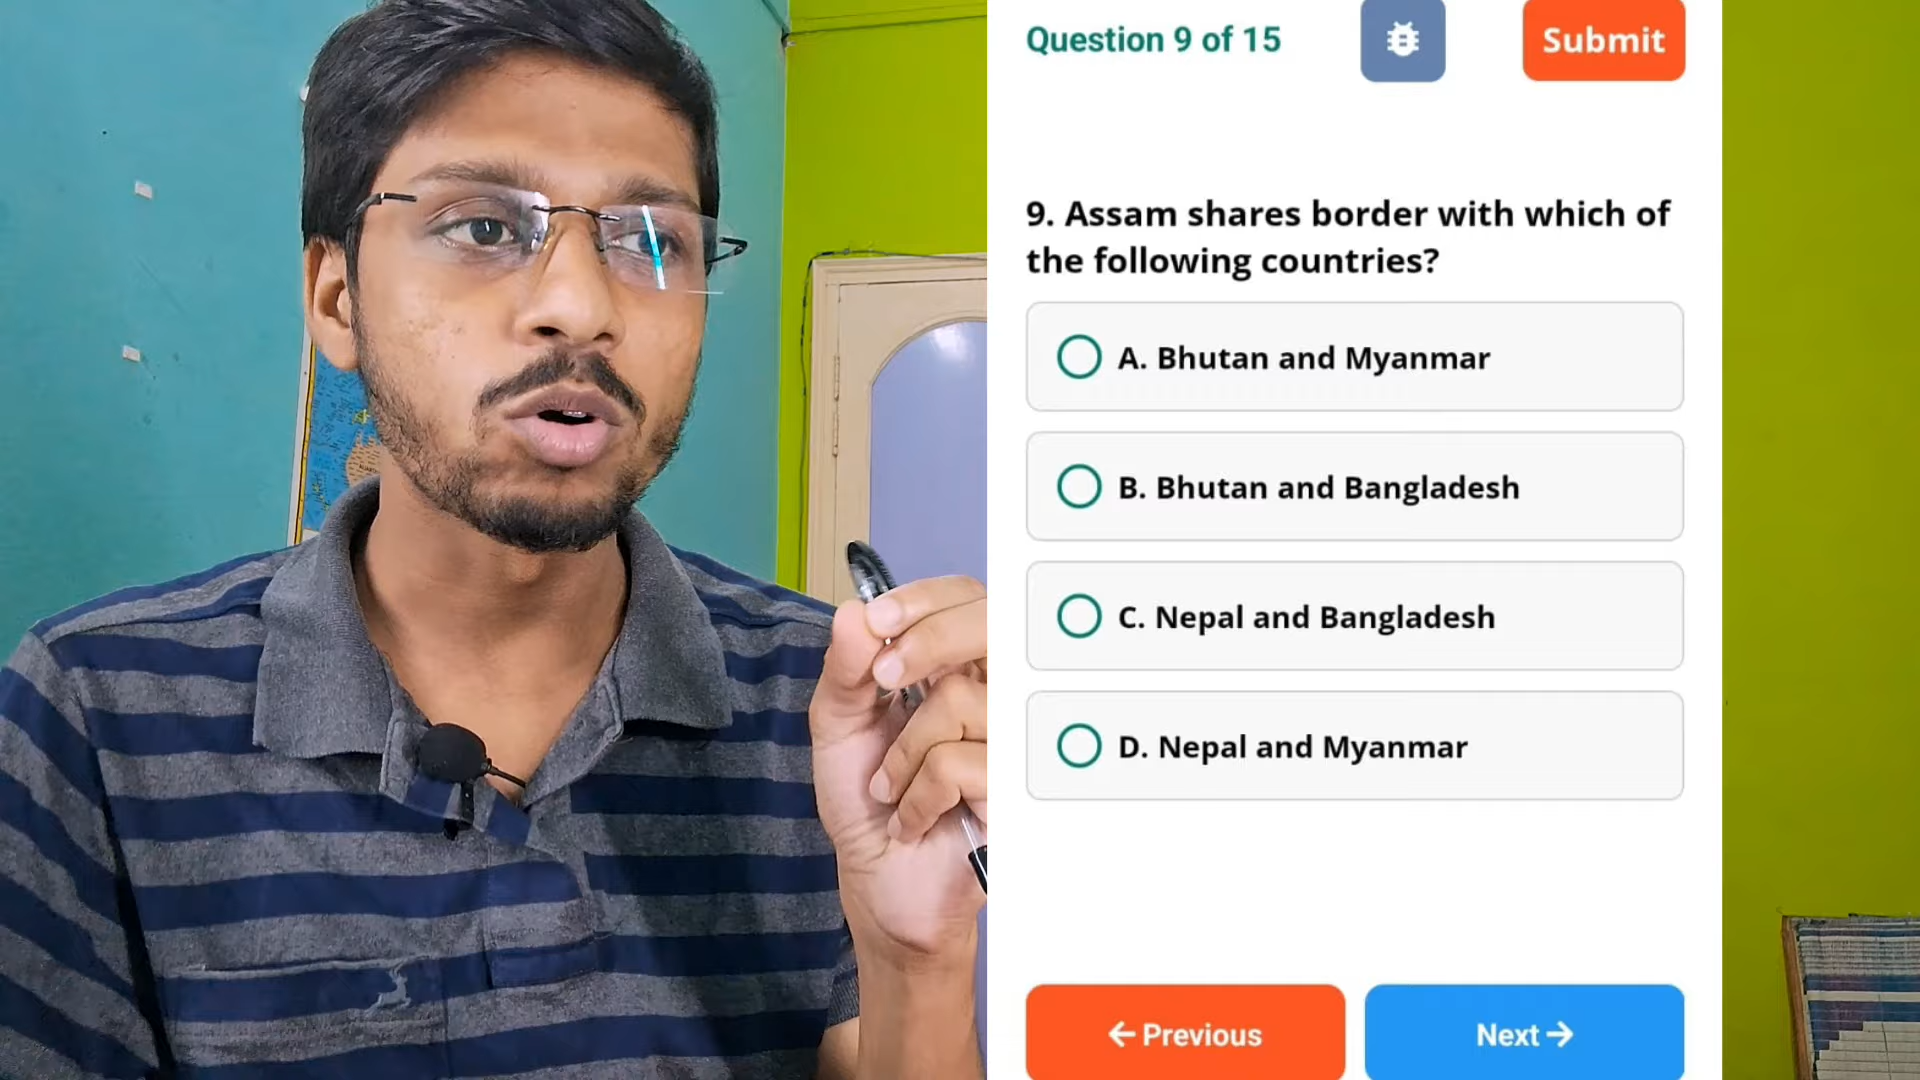 Question 9 of 15
Submit
9. Assam shares border with which of
the following countries?
A. Bhutan and Myanmar
B. Bhutan and Bangladesh
C. Nepal and Bangladesh
D. Nepal and Myanmar
← Previous
Next →